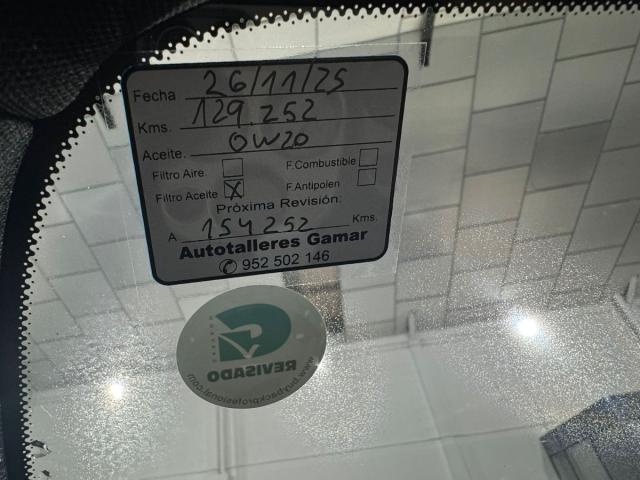 Fecha 26/11/25
Kms. 129.252
Aceite. 0W20
Filtro Aire F.Combustible
Filtro Aceite X F.Antipolen
Próxima Revisión:
A 154252 Kms.
Autotalleres Gamar
✆ 952 502 146
REVISADO